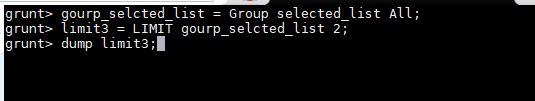 grunt> gourp_selcted_list = Group selected_list All;
grunt> limit3 = LIMIT gourp_selcted_list 2;
grunt> dump limit3;